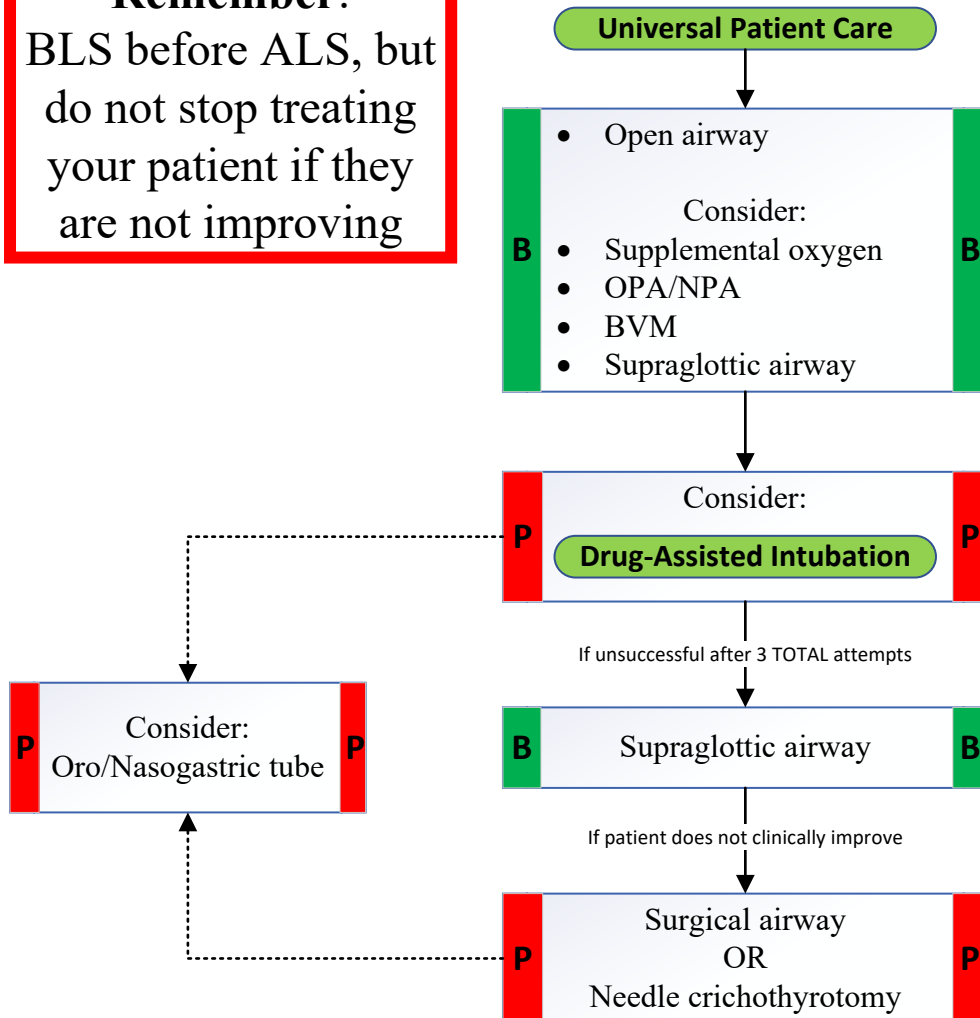 Remember:
BLS before ALS, but
do not stop treating
your patient if they
are not improving
Universal Patient Care
B
B
• Open airway
Consider:
• Supplemental oxygen
• OPA/NPA
• BVM
• Supraglottic airway
P
P
Consider:
Drug-Assisted Intubation
If unsuccessful after 3 TOTAL attempts
P
P
Consider:
Oro/Nasogastric tube
B
B
Supraglottic airway
If patient does not clinically improve
P
P
Surgical airway
OR
Needle crichothyrotomy